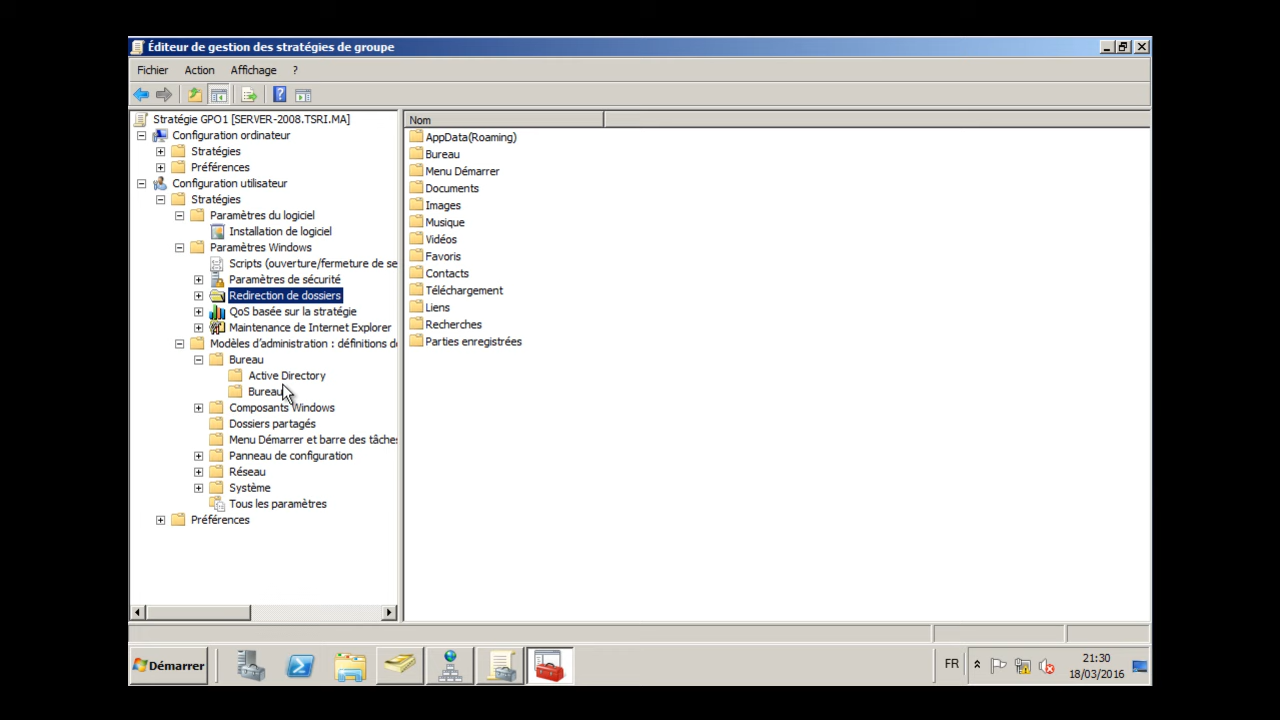 Éditeur de gestion des stratégies de groupe
Fichier Action Affichage ?
Stratégie GPO1 [SERVER-2008.TSRI.MA]
Configuration ordinateur
Stratégies
Préférences
Configuration utilisateur
Stratégies
Paramètres du logiciel
Installation de logiciel
Paramètres Windows
Scripts (ouverture/fermeture de se
Paramètres de sécurité
Redirection de dossiers
QoS basée sur la stratégie
Maintenance de Internet Explorer
Modèles d'administration : définitions de
Bureau
Active Directory
Bureau
Composants Windows
Dossiers partagés
Menu Démarrer et barre des tâches
Panneau de configuration
Réseau
Système
Tous les paramètres
Préférences
Nom
AppData(Roaming)
Bureau
Menu Démarrer
Documents
Images
Musique
Vidéos
Favoris
Contacts
Téléchargement
Liens
Recherches
Parties enregistrées
Démarrer
FR
21:30
18/03/2016